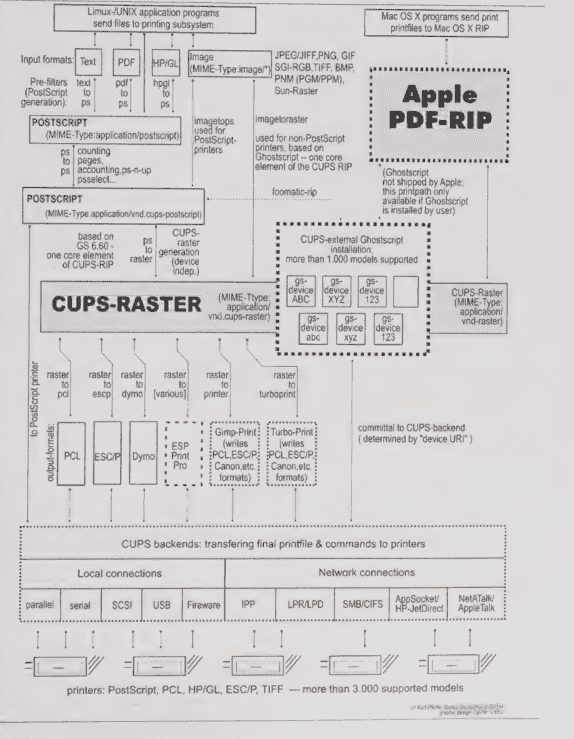 Limux-/UNIX application programs
send files to printing subsystem
Mac OS X programs send print
printfiles to Mac OS X RIP
Input formats:
Text
PDF
HP/GL
Image
(MIME-Type:image/*)
JPEG/JIFF,PNG, GIF
SGI-RGB,TIFF, BMP,
PNM (PGM/PPM),
Sun-Raster
Pre-filters
(PostScript
generation):
text
to
ps
pdf
to
ps
hpgl
to
ps
Apple
PDF-RIP
POSTSCRIPT
(MIME-Type:application/postscript)
imagetops
used for
PostScript-
printers
imagetoraster
used for non-PostScript
printers, based on
Ghostscript -- one core
element of the CUPS RIP
ps
to
ps
counting
pages,
accounting,ps-n-up
psselect...
(Ghostscript
not shipped by Apple;
this printpath only
available if Ghostscript
is installed by user)
foomatic-rip
POSTSCRIPT
(MIME-Type:application/vnd.cups-postscript)
based on
GS 6.60 -
one core element
of CUPS-RIP
ps
to
raster
CUPS-
raster
generation
(device
indep.)
CUPS-external Ghostscript
installation:
more than 1.000 models supported
gs-
device
ABC
gs-
device
XYZ
gs-
device
123
gs-
device
abc
gs-
device
xyz
gs-
device
123
CUPS-RASTER
(MIME-Tiype:
application/
vnd.cups-raster)
CUPS-Raster
(MIME-Type:
application/
vnd-raster)
to PostScript printer
raster
to
pcl
raster
to
escp
raster
to
dymo
raster
to
[various]
raster
to
printer
raster
to
turboprint
committal to CUPS-backend
( determined by "device URI" )
output-formats:
PCL
ESC/P
Dymo
ESP
Print
Pro
Gimp-Print
(writes
PCL,ESC/P,
Canon,etc.
formats)
Turbo-Print
(writes
PCL,ESC/P,
Canon,etc.
formats)
CUPS backends: transfering final printfile & commands to printers
Local connections
Network connections
parallel
serial
SCSI
USB
Fireware
IPP
LPR/LPD
SMB/CIFS
AppSocket/
HP-JetDirect
NetATalk/
AppleTalk
printers: PostScript, PCL, HP/GL, ESC/P, TIFF — more than 3.000 supported models